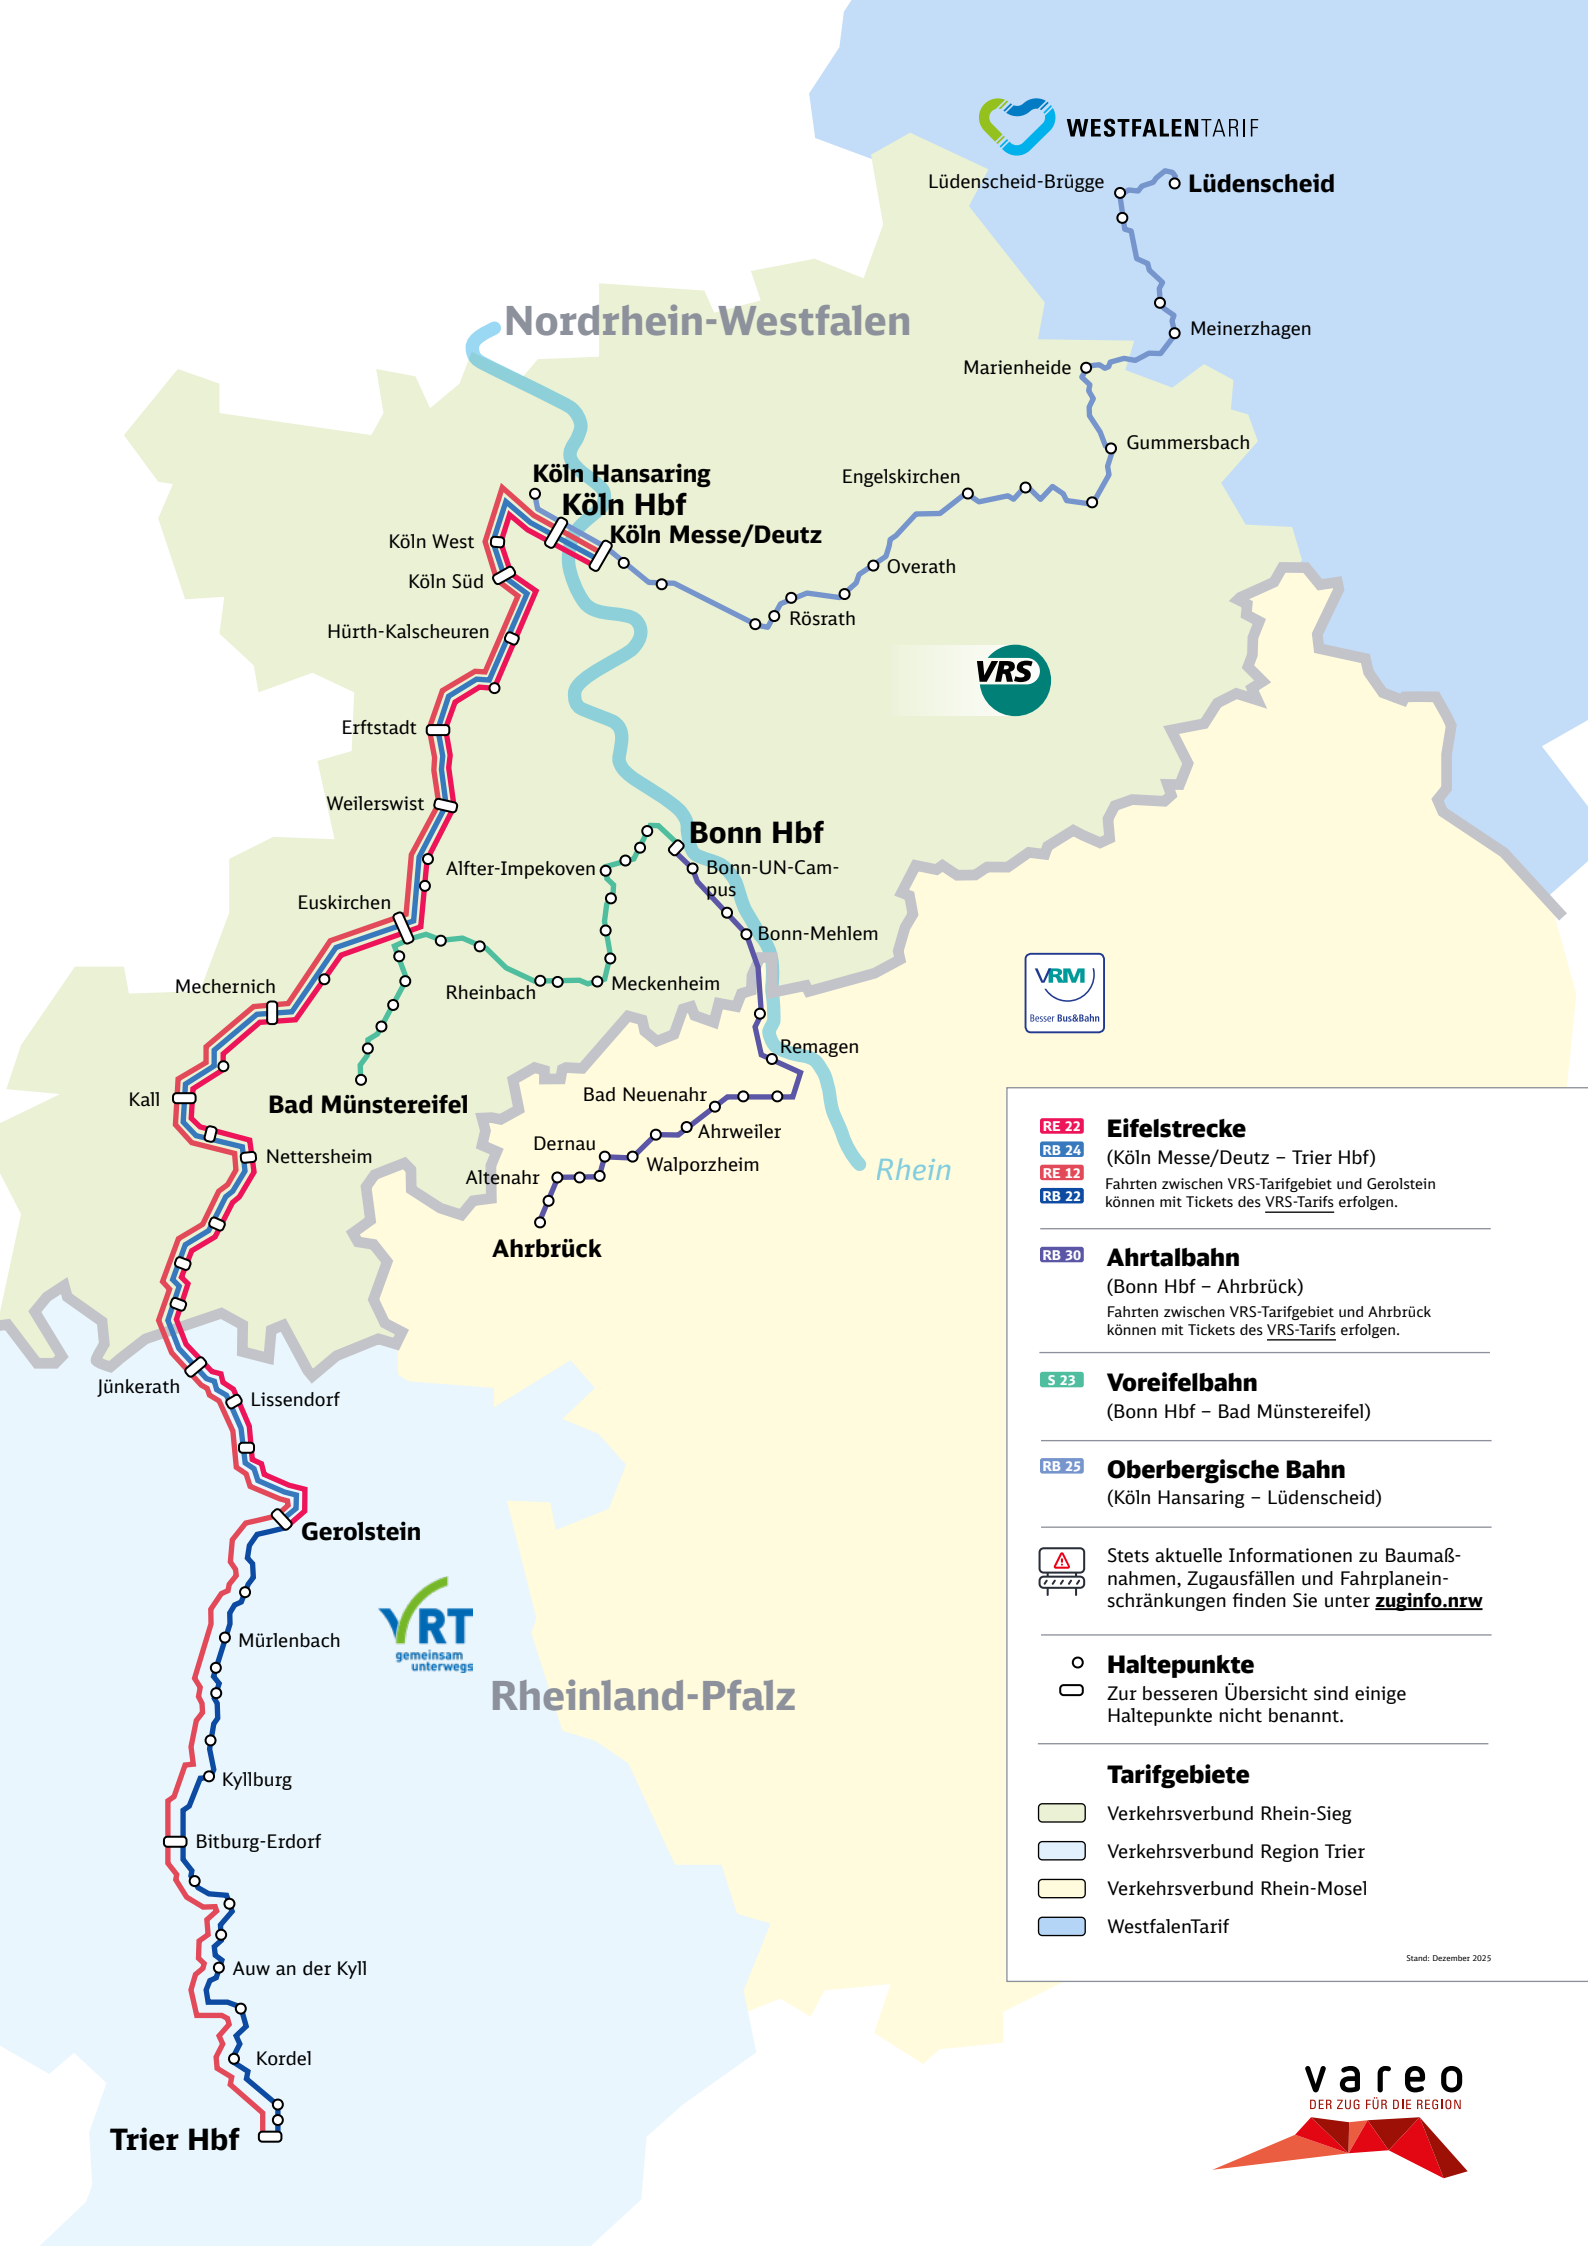 WESTFALENTARIF
Lüdenscheid-Brügge
Lüdenscheid
Nordrhein-Westfalen
Meinerzhagen
Marienheide
Gummersbach
Engelskirchen
Köln Hansaring
Köln Hbf
Köln Messe/Deutz
Köln West
Köln Süd
Overath
Rösrath
Hürth-Kalscheuren
VRS
Erftstadt
Weilerswist
Bonn Hbf
Alfter-Impekoven
Bonn-UN-Cam-
pus
Euskirchen
Bonn-Mehlem
Mechernich
Rheinbach
Meckenheim
VRM
Besser Bus&Bahn
Remagen
Kall
Bad Münstereifel
Bad Neuenahr
Ahrweiler
Dernau
Walporzheim
Nettersheim
Altenahr
Rhein
Ahrbrück
Jünkerath
Lissendorf
Gerolstein
VRT
gemeinsam
unterwegs
Mürlenbach
Rheinland-Pfalz
Kyllburg
Bitburg-Erdorf
Auw an der Kyll
Kordel
Trier Hbf
RE 22
RB 24
RE 12
RB 22
Eifelstrecke
(Köln Messe/Deutz – Trier Hbf)
Fahrten zwischen VRS-Tarifgebiet und Gerolstein
können mit Tickets des VRS-Tarifs erfolgen.
RB 30
Ahrtalbahn
(Bonn Hbf – Ahrbrück)
Fahrten zwischen VRS-Tarifgebiet und Ahrbrück
können mit Tickets des VRS-Tarifs erfolgen.
S 23
Voreifelbahn
(Bonn Hbf – Bad Münstereifel)
RB 25
Oberbergische Bahn
(Köln Hansaring – Lüdenscheid)
Stets aktuelle Informationen zu Baumaß-
nahmen, Zugausfällen und Fahrplanein-
schränkungen finden Sie unter zuginfo.nrw
Haltepunkte
Zur besseren Übersicht sind einige
Haltepunkte nicht benannt.
Tarifgebiete
Verkehrsverbund Rhein-Sieg
Verkehrsverbund Region Trier
Verkehrsverbund Rhein-Mosel
WestfalenTarif
Stand: Dezember 2025
vareo
DER ZUG FÜR DIE REGION